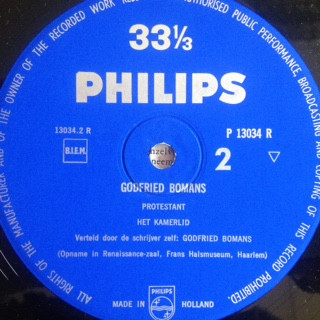 ALL RIGHTS OF THE MANUFACTURER AND OF THE OWNER OF THE RECORDED WORK RESERVED. UNAUTHORISED PUBLIC PERFORMANCE BROADCASTING AND COPYING OF THIS RECORD PROHIBITED.
33⅓
PHILIPS
13034.2 R
P 13034 R
B.I.E.M.
2
GODFRIED BOMANS
PROTESTANT
HET KAMERLID
Verteld door de schrijver zelf: GODFRIED BOMANS
(Opname in Renaissance-zaal, Frans Halsmuseum, Haarlem)
MADE IN
PHILIPS
HOLLAND